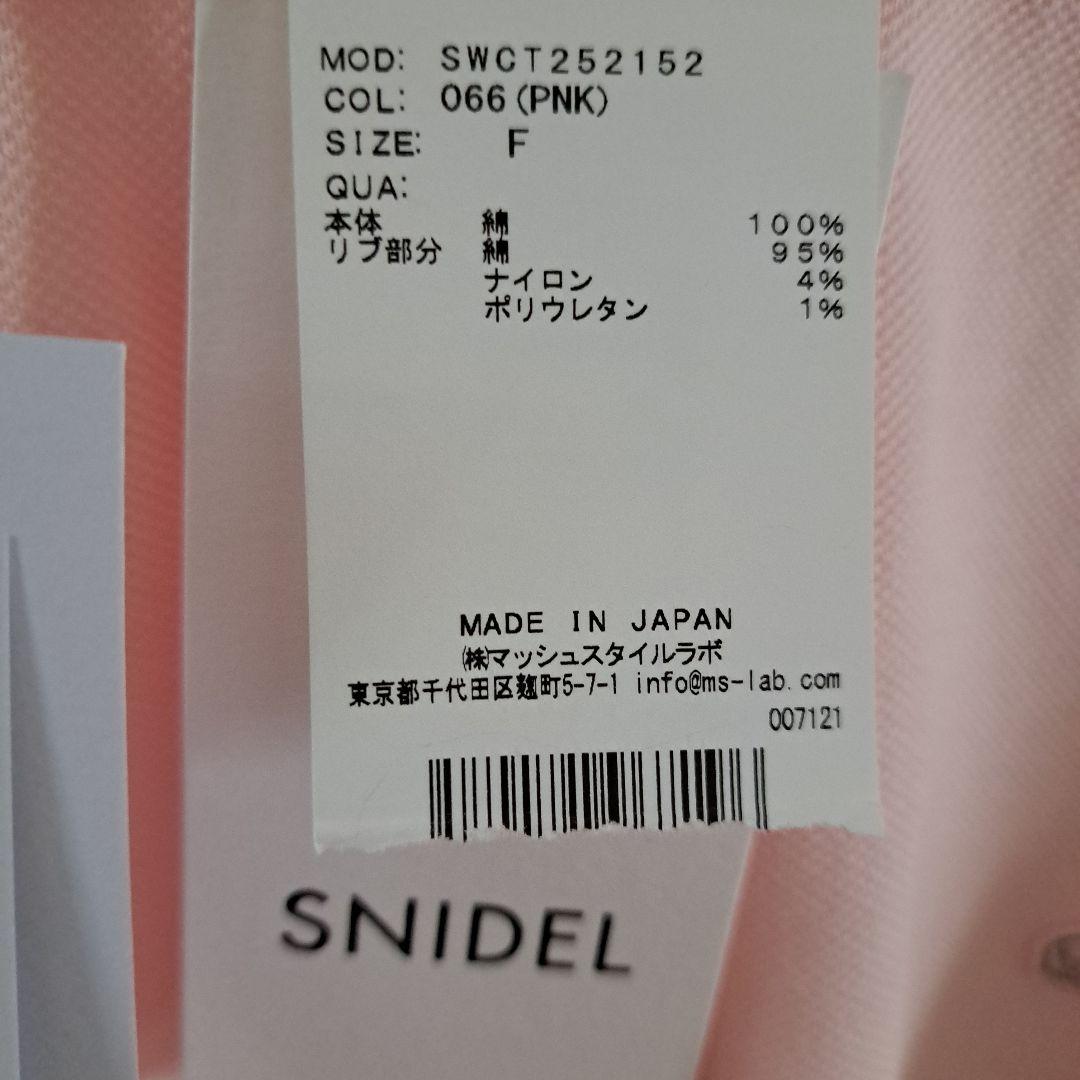 MOD: SWCT252152
COL: 066(PNK)
SIZE: F
QUA:
本体 綿 100%
リブ部分 綿 95%
ナイロン 4%
ポリウレタン 1%
MADE IN JAPAN
㈱マッシュスタイルラボ
東京都千代田区麹町5-7-1 info@ms-lab.com
007121
SNIDEL